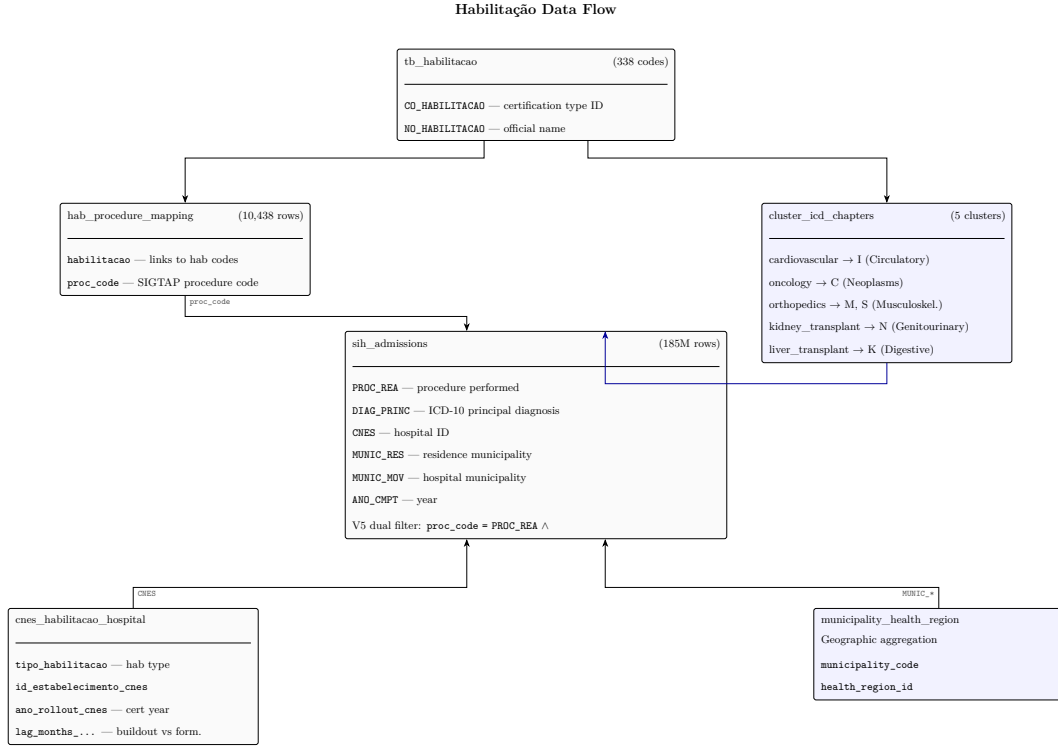 Habilitação Data Flow
tb_habilitacao (338 codes)
CO_HABILITACAO — certification type ID
NO_HABILITACAO — official name
hab_procedure_mapping (10,438 rows)
habilitacao — links to hab codes
proc_code — SIGTAP procedure code
cluster_icd_chapters (5 clusters)
cardiovascular → I (Circulatory)
oncology → C (Neoplasms)
orthopedics → M, S (Musculoskel.)
kidney_transplant → N (Genitourinary)
liver_transplant → K (Digestive)
proc_code
sih_admissions (185M rows)
PROC_REA — procedure performed
DIAG_PRINC — ICD-10 principal diagnosis
CNES — hospital ID
MUNIC_RES — residence municipality
MUNIC_MOV — hospital municipality
ANO_CMPT — year
V5 dual filter: proc_code = PROC_REA ∧
CNES
MUNIC_*
cnes_habilitacao_hospital
tipo_habilitacao — hab type
id_estabelecimento_cnes
ano_rollout_cnes — cert year
lag_months_... — buildout vs form.
municipality_health_region
Geographic aggregation
municipality_code
health_region_id